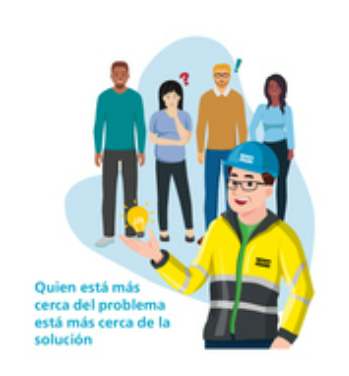 ?
!
Quien está más
cerca del problema
está más cerca de la
solución